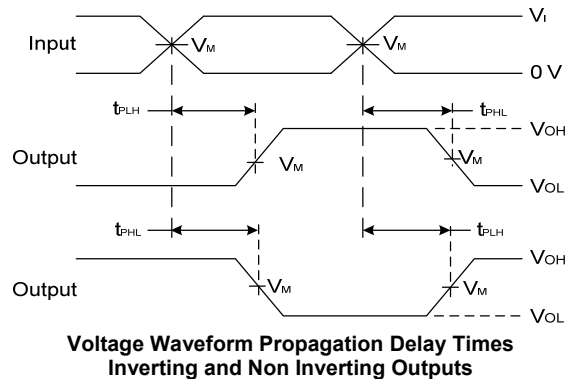 VI
Input
VM
VM
0 V
tPLH
tPHL
VOH
Output
VM
VM
VOL
tPHL
tPLH
VOH
Output
VM
VM
VOL
Voltage Waveform Propagation Delay Times
Inverting and Non Inverting Outputs